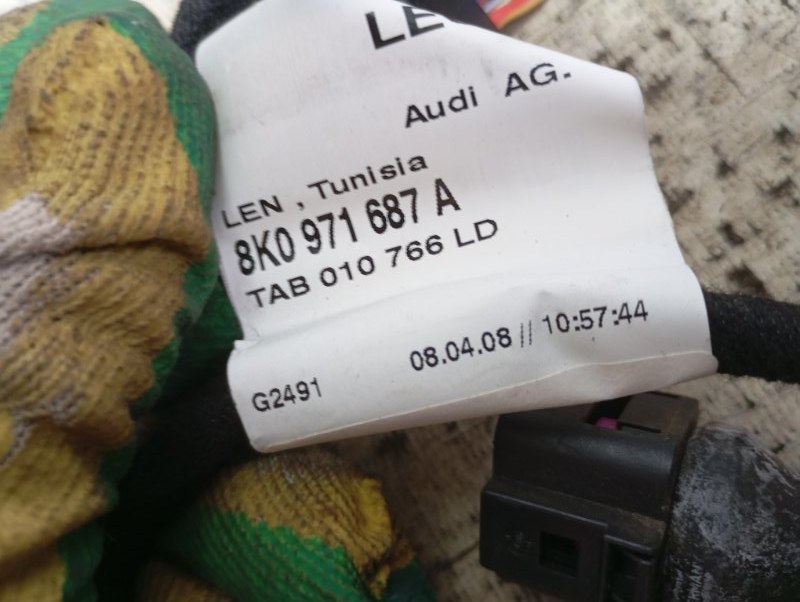 LE
Audi AG.
LEN , Tunisia
8K0 971 687 A
TAB 010 766 LD
08.04.08 // 10:57:44
G2491